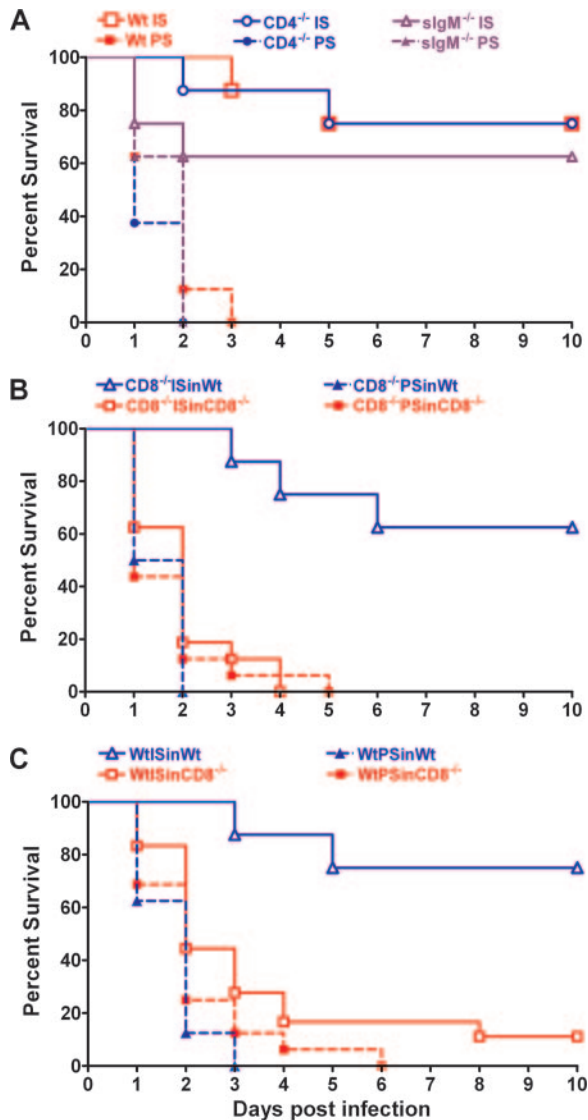 A
Wt IS CD4-/- IS sIgM-/- IS
Wt PS CD4-/- PS sIgM-/- PS
Percent Survival
100
80
60
40
20
0
0 1 2 3 4 5 6 7 8 9 10
B
CD8-/-ISinWt CD8-/-PSinWt
CD8-/-ISinCD8-/- CD8-/-PSinCD8-/-
Percent Survival
100
80
60
40
20
0
0 1 2 3 4 5 6 7 8 9 10
C
WtISinWt WtPSinWt
WtISinCD8-/- WtPSinCD8-/-
Percent Survival
100
80
60
40
20
0
0 1 2 3 4 5 6 7 8 9 10
Days post infection